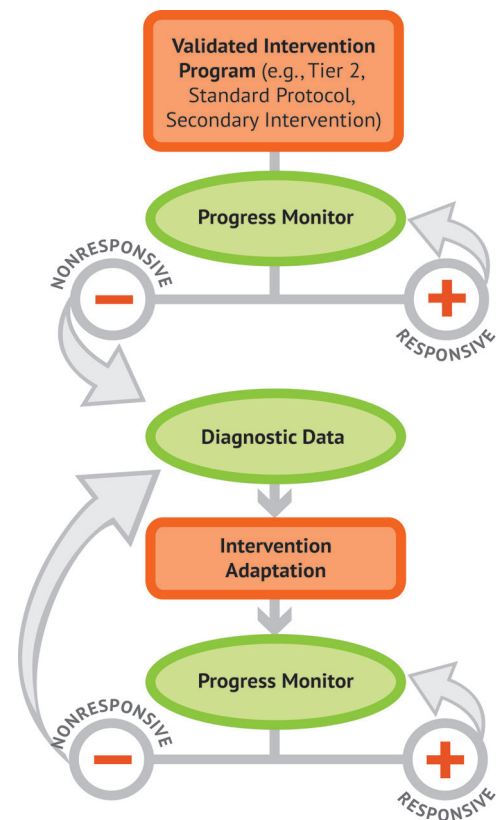 Validated Intervention
Program (e.g., Tier 2,
Standard Protocol,
Secondary Intervention)
Progress Monitor
NONRESPONSIVE
RESPONSIVE
Diagnostic Data
Intervention
Adaptation
Progress Monitor
NONRESPONSIVE
RESPONSIVE